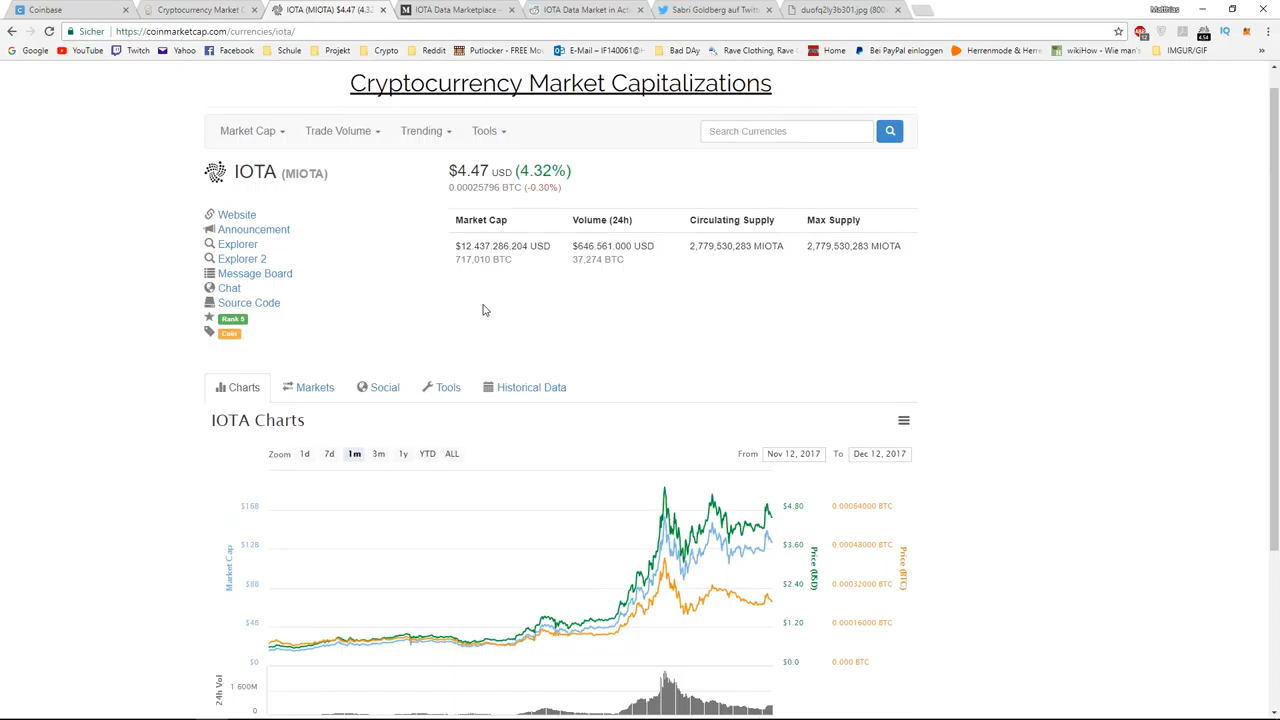 Coinbase
Cryptocurrency Market C
IOTA (MIOTA) $4.47 (4.32
IOTA Data Marketplace –
IOTA Data Market in Acti
Sabri Goldberg auf Twitt
duofq2ly3b301.jpg (800
Matthias
Sicher
https://coinmarketcap.com/currencies/iota/
Google
YouTube
Twitch
Yahoo
Facebook
Schule
Projekt
Crypto
Reddit
Putlocker - FREE Mo
E-Mail – IF140061@H
Bad DAy
Rave Clothing, Rave
Home
Bei PayPal einloggen
Herrenmode & Herre
wikiHow – Wie man's
IMGUR/GIF
Cryptocurrency Market Capitalizations
Market Cap
Trade Volume
Trending
Tools
Search Currencies
IOTA (MIOTA)
$4.47 USD (4.32%)
0.00025796 BTC (-0.30%)
Website
Announcement
Explorer
Explorer 2
Message Board
Chat
Source Code
Rank 5
Coin
Market Cap
Volume (24h)
Circulating Supply
Max Supply
$12.437.286.204 USD
$646.561.000 USD
2,779,530,283 MIOTA
2,779,530,283 MIOTA
717,010 BTC
37,274 BTC
Charts
Markets
Social
Tools
Historical Data
IOTA Charts
Zoom 1d 7d 1m 3m 1y YTD ALL
From Nov 12, 2017 To Dec 12, 2017
$16B
$12B
$8B
$4B
$0
Market Cap
$4.80
$3.60
$2.40
$1.20
$0.0
Price (USD)
0.00064000 BTC
0.00048000 BTC
0.00032000 BTC
0.00016000 BTC
0.000 BTC
Price (BTC)
24h Vol
1 600M
0